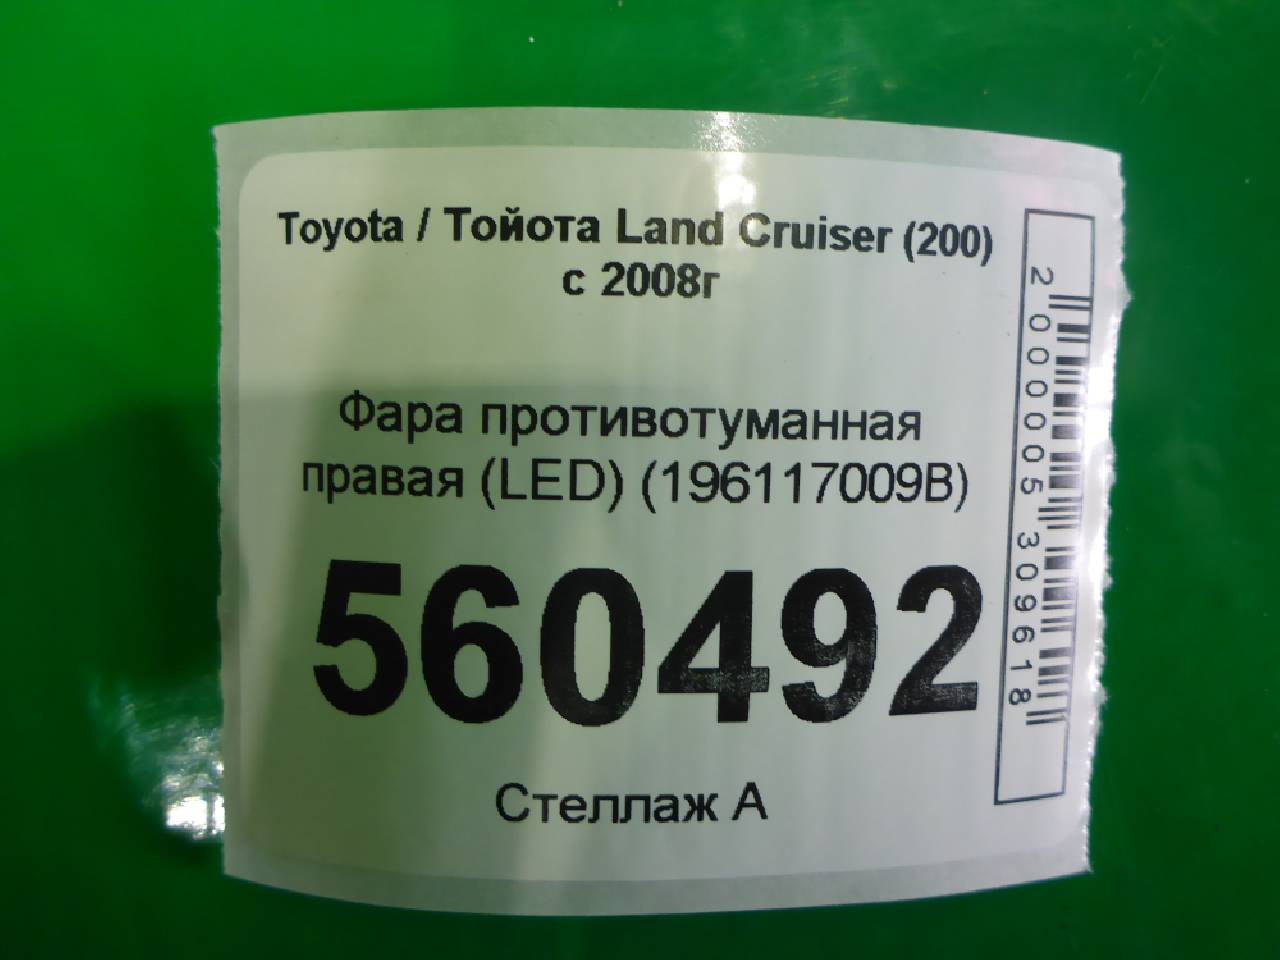 Toyota / Тойота Land Cruiser (200)
с 2008г
Фара противотуманная
правая (LED) (196117009B)
560492
Стеллаж А
2000005309618